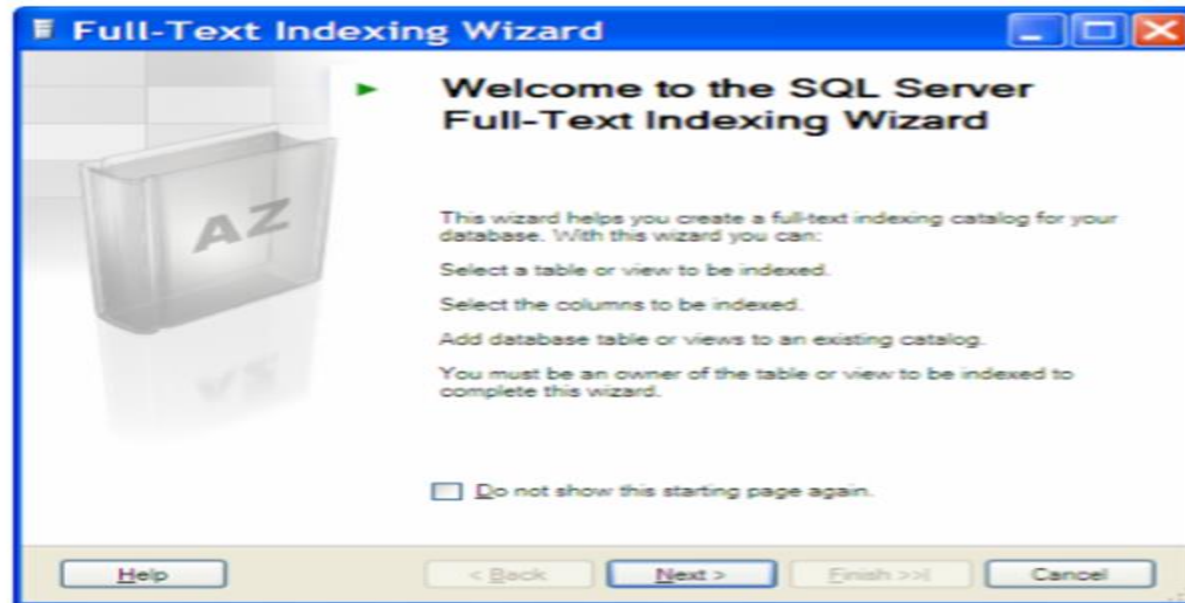 Full-Text Indexing Wizard
Welcome to the SQL Server
Full-Text Indexing Wizard
AZ
This wizard helps you create a full-text indexing catalog for your
database. With this wizard you can:
Select a table or view to be indexed.
Select the columns to be indexed.
Add database table or views to an existing catalog.
You must be an owner of the table or view to be indexed to
complete this wizard.
Do not show this starting page again.
Help
< Back
Next >
Finish >>|
Cancel